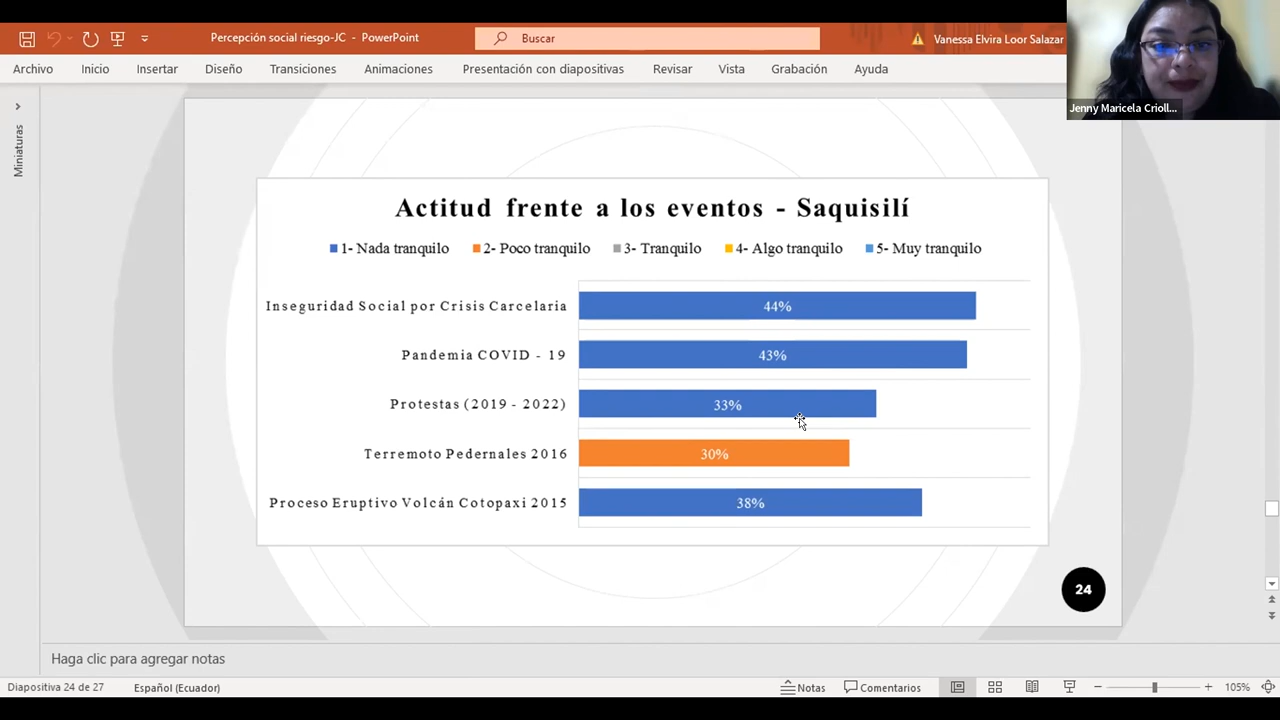 Percepción social riesgo-JC - PowerPoint
Buscar
Vanessa Elvira Loor Salazar
Archivo Inicio Insertar Diseño Transiciones Animaciones Presentación con diapositivas Revisar Vista Grabación Ayuda
Jenny Maricela Crioll...
Miniaturas
Actitud frente a los eventos - Saquisilí
1- Nada tranquilo 2- Poco tranquilo 3- Tranquilo 4- Algo tranquilo 5- Muy tranquilo
Inseguridad Social por Crisis Carcelaria 44%
Pandemia COVID - 19 43%
Protestas (2019 - 2022) 33%
Terremoto Pedernales 2016 30%
Proceso Eruptivo Volcán Cotopaxi 2015 38%
24
Haga clic para agregar notas
Diapositiva 24 de 27 Español (Ecuador) Notas Comentarios 105%